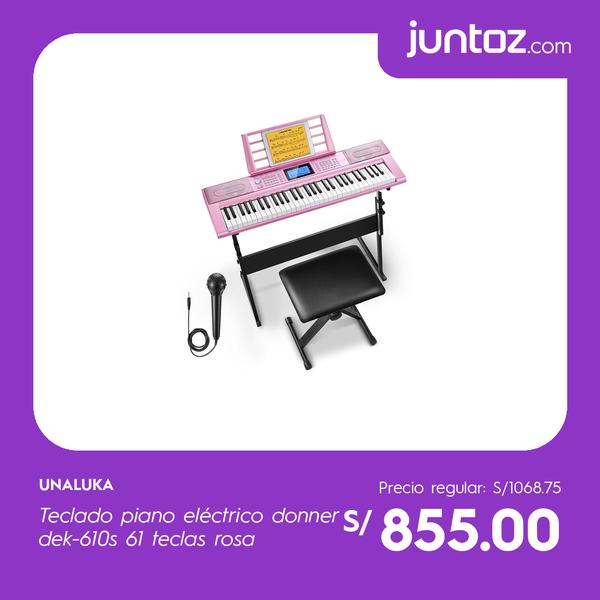 juntoz.com
UNALUKA
Teclado piano eléctrico donner
dek-610s 61 teclas rosa
Precio regular: S/1068.75
S/ 855.00